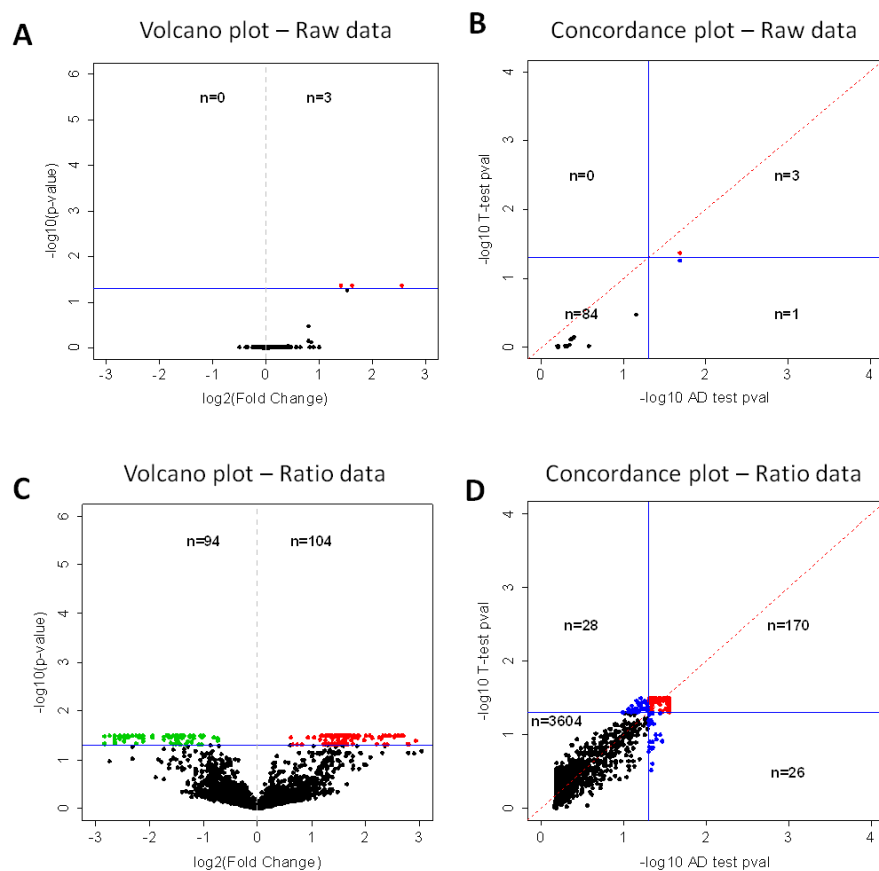 A
Volcano plot – Raw data
n=0
n=3
6
5
4
3
2
1
0
-log10(p-value)
-3
-2
-1
0
1
2
3
log2(Fold Change)
B
Concordance plot – Raw data
n=0
n=3
n=84
n=1
4
3
2
1
0
-log10 T-test pval
0
1
2
3
4
-log10 AD test pval
C
Volcano plot – Ratio data
n=94
n=104
6
5
4
3
2
1
0
-log10(p-value)
-3
-2
-1
0
1
2
3
log2(Fold Change)
D
Concordance plot – Ratio data
n=28
n=170
n=3604
n=26
4
3
2
1
0
-log10 T-test pval
0
1
2
3
4
-log10 AD test pval